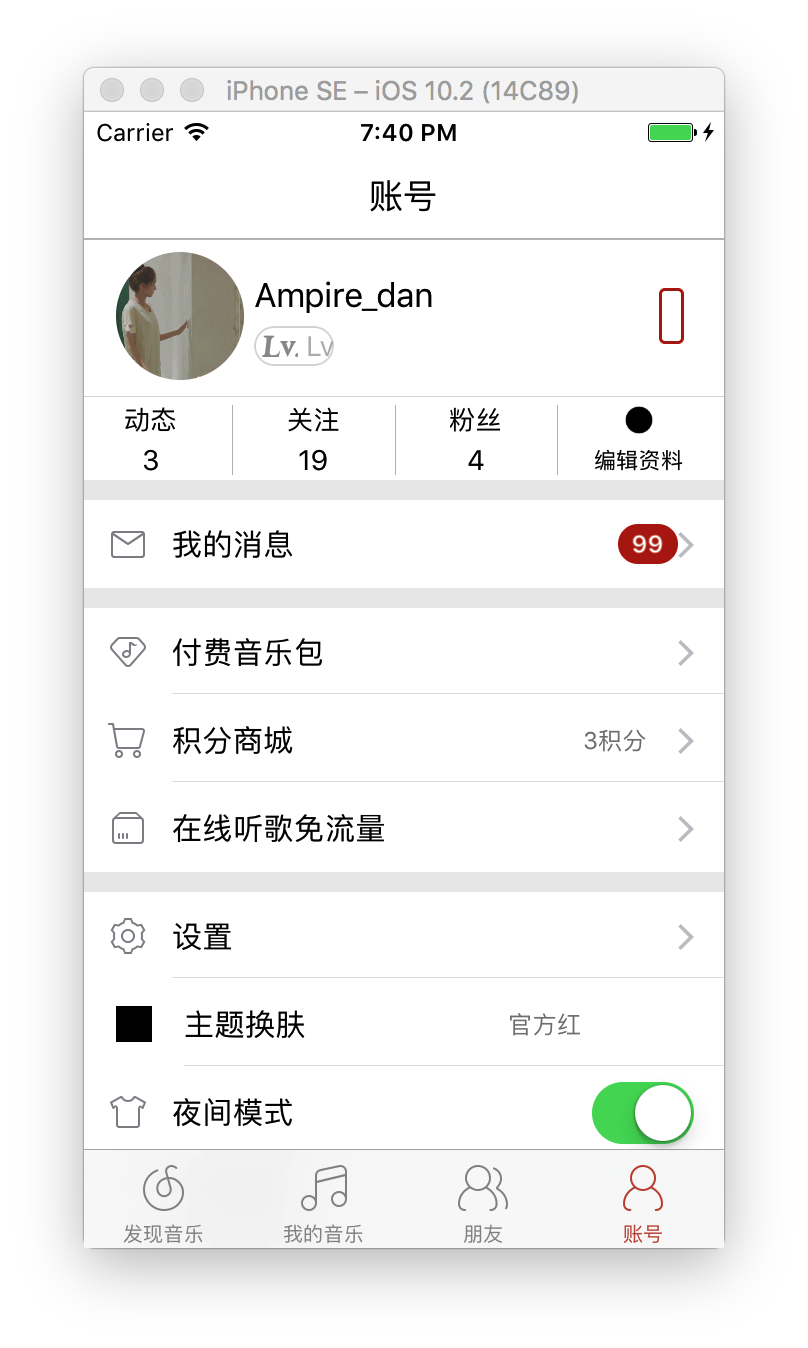 iPhone SE – iOS 10.2 (14C89)
Carrier 7:40 PM
账号
Ampire_dan
Lv. Lv
动态 关注 粉丝
3 19 4 编辑资料
我的消息 99
付费音乐包
积分商城 3积分
在线听歌免流量
设置
主题换肤 官方红
夜间模式
发现音乐 我的音乐 朋友 账号